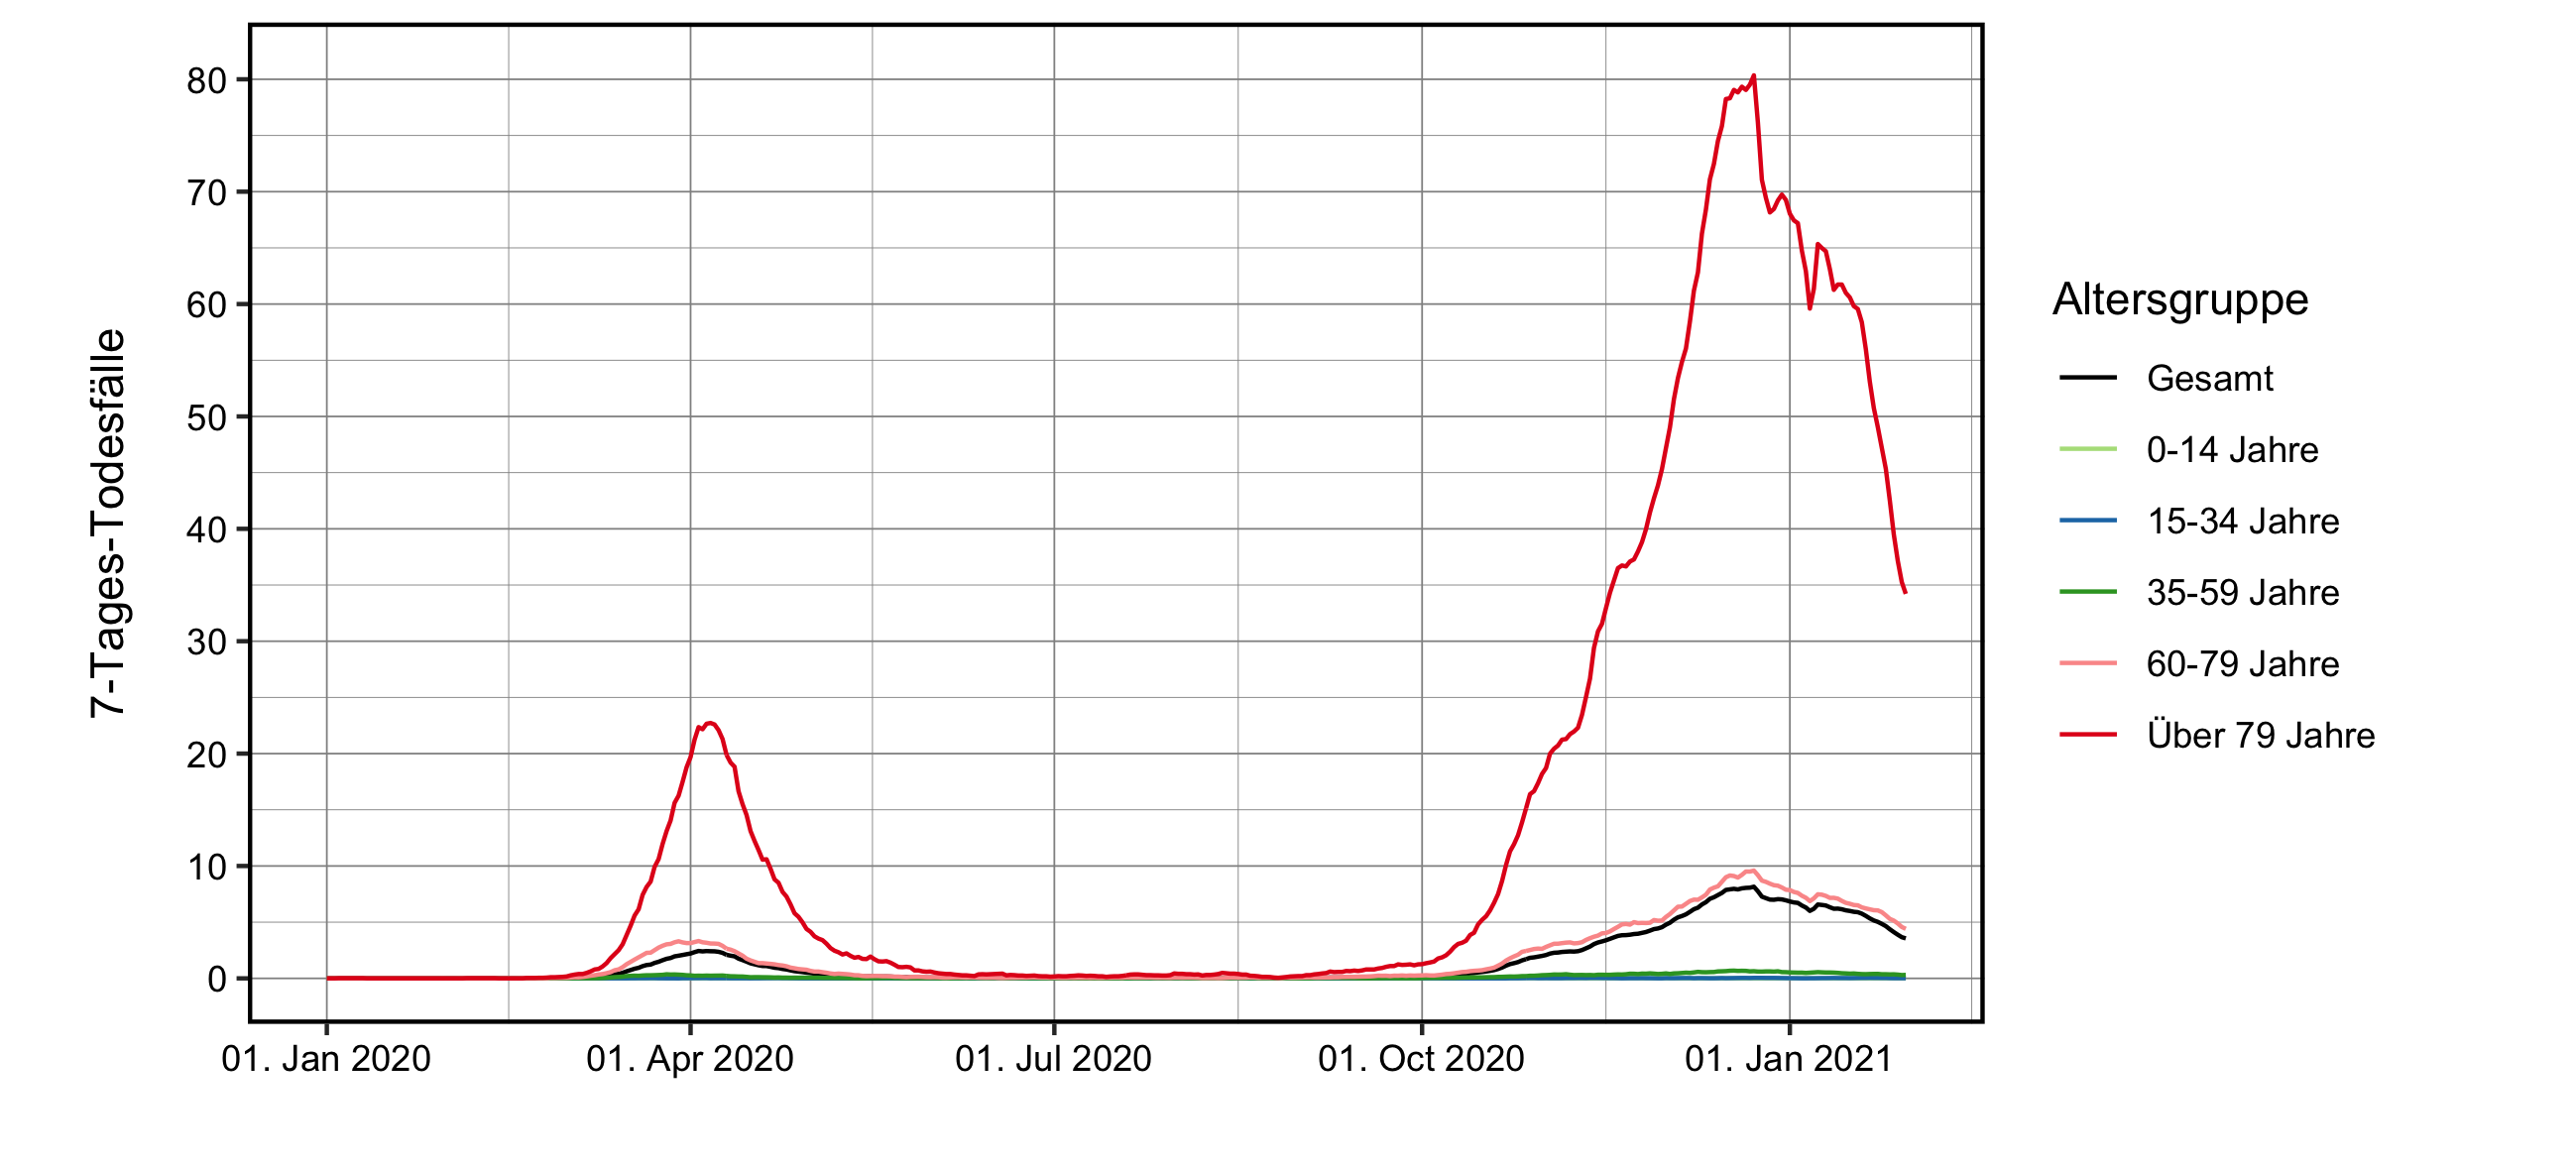 7-Tages-Todesfälle
80
70
60
50
40
30
20
10
0
01. Jan 2020
01. Apr 2020
01. Jul 2020
01. Oct 2020
01. Jan 2021
Altersgruppe
Gesamt
0-14 Jahre
15-34 Jahre
35-59 Jahre
60-79 Jahre
Über 79 Jahre